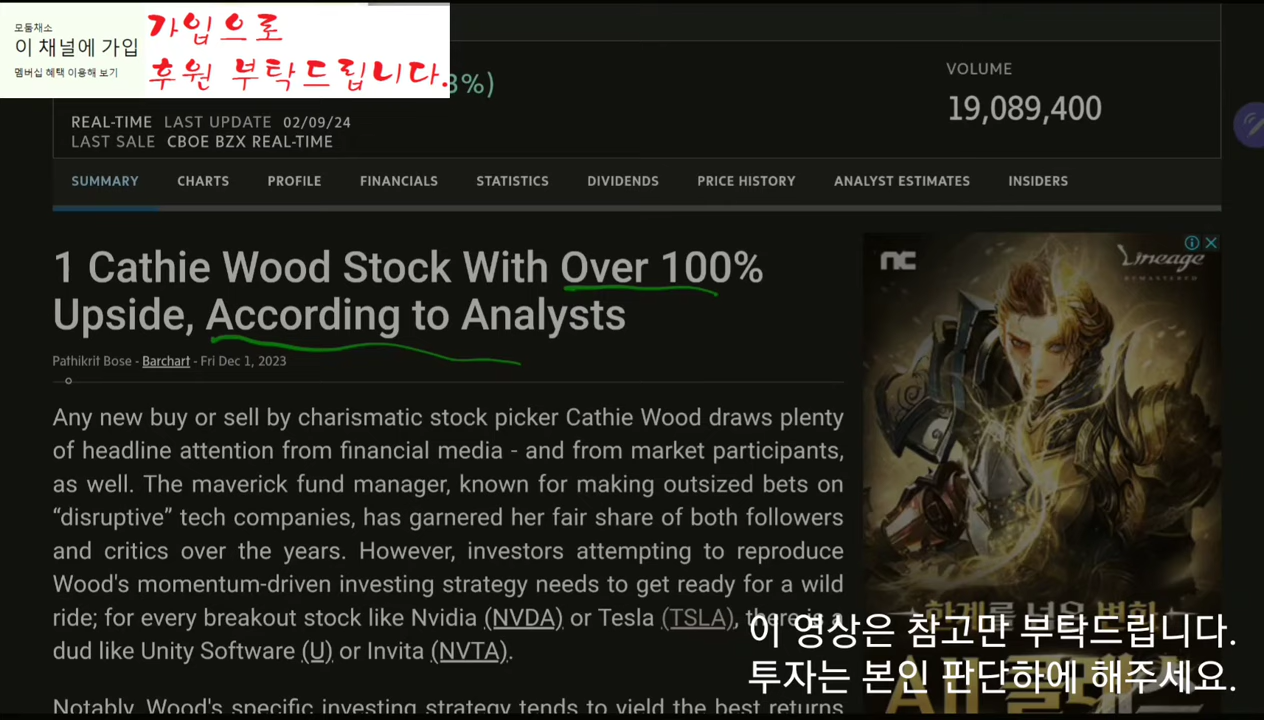 모둠채소
이 채널에 가입
멤버십 혜택 이용해 보기
가입으로
후원 부탁드립니다.
3%)
VOLUME
19,089,400
REAL-TIME LAST UPDATE 02/09/24
LAST SALE CBOE BZX REAL-TIME
SUMMARY CHARTS PROFILE FINANCIALS STATISTICS DIVIDENDS PRICE HISTORY ANALYST ESTIMATES INSIDERS
1 Cathie Wood Stock With Over 100%
Upside, According to Analysts
Pathikrit Bose - Barchart - Fri Dec 1, 2023
Any new buy or sell by charismatic stock picker Cathie Wood draws plenty
of headline attention from financial media - and from market participants,
as well. The maverick fund manager, known for making outsized bets on
“disruptive” tech companies, has garnered her fair share of both followers
and critics over the years. However, investors attempting to reproduce
Wood's momentum-driven investing strategy needs to get ready for a wild
ride; for every breakout stock like Nvidia (NVDA) or Tesla (TSLA), there is a
dud like Unity Software (U) or Invita (NVTA).
Notably, Wood's specific investing strategy tends to yield the best returns
nc
Lineage
REMASTERED
한계를 넘은 변화
이 영상은 참고만 부탁드립니다.
투자는 본인 판단하에 해주세요.